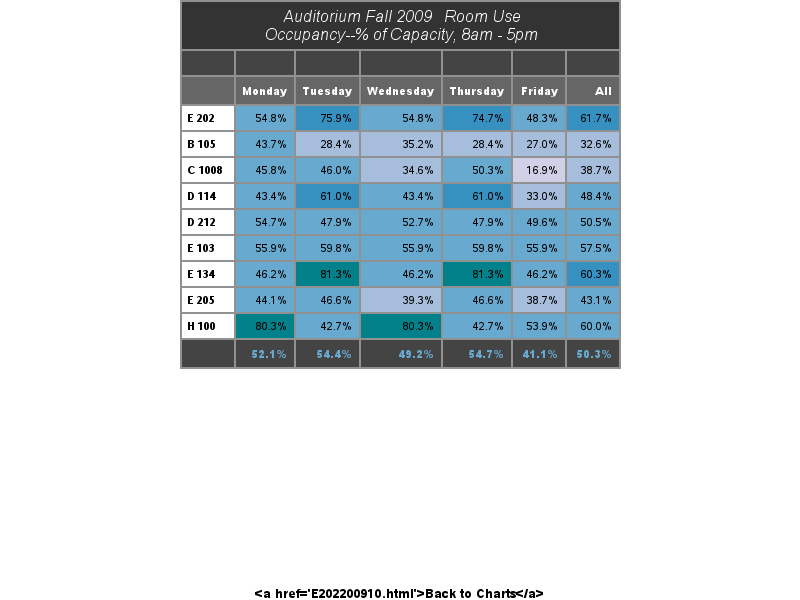 Auditorium Fall 2009 Room Use
Occupancy--% of Capacity, 8am - 5pm
Monday Tuesday Wednesday Thursday Friday All
E 202 54.8% 75.9% 54.8% 74.7% 48.3% 61.7%
B 105 43.7% 28.4% 35.2% 28.4% 27.0% 32.6%
C 1008 45.8% 46.0% 34.6% 50.3% 16.9% 38.7%
D 114 43.4% 61.0% 43.4% 61.0% 33.0% 48.4%
D 212 54.7% 47.9% 52.7% 47.9% 49.6% 50.5%
E 103 55.9% 59.8% 55.9% 59.8% 55.9% 57.5%
E 134 46.2% 81.3% 46.2% 81.3% 46.2% 60.3%
E 205 44.1% 46.6% 39.3% 46.6% 38.7% 43.1%
H 100 80.3% 42.7% 80.3% 42.7% 53.9% 60.0%
52.1% 54.4% 49.2% 54.7% 41.1% 50.3%
<a href='E202200910.html'>Back to Charts</a>